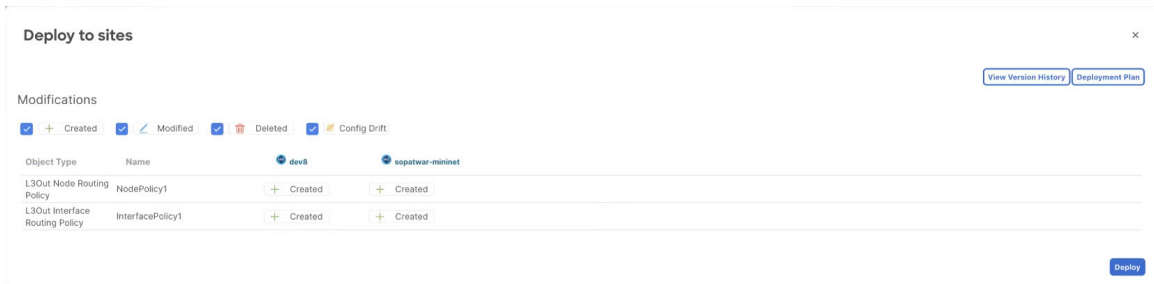 Deploy to sites
View Version History Deployment Plan
Modifications
Created Modified Deleted Config Drift
Object Type Name dev8 sopatwar-mininet
L3Out Node Routing
Policy NodePolicy1 Created Created
L3Out Interface
Routing Policy InterfacePolicy1 Created Created
Deploy